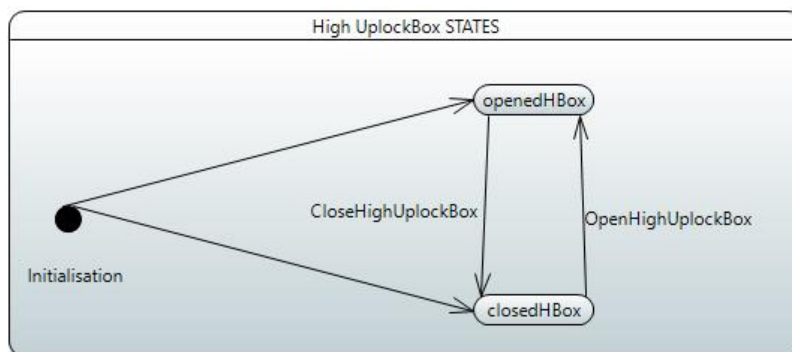 High UplockBox STATES
openedHBox
CloseHighUplockBox
OpenHighUplockBox
Initialisation
closedHBox